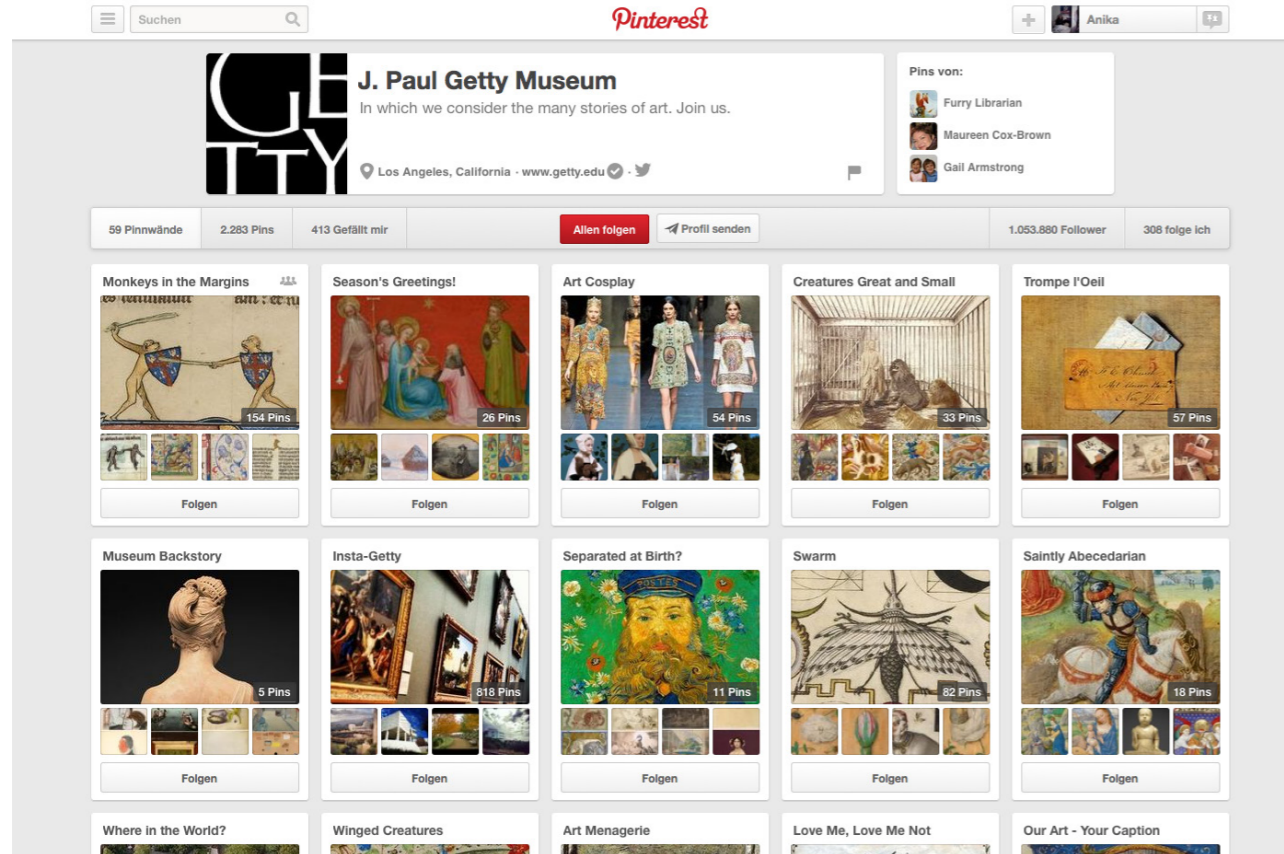 Suchen
Pinterest
Anika
GE
TTY
J. Paul Getty Museum
In which we consider the many stories of art. Join us.
Los Angeles, California · www.getty.edu ·
Pins von:
Furry Librarian
Maureen Cox-Brown
Gail Armstrong
59 Pinnwände
2.283 Pins
413 Gefällt mir
Allen folgen
Profil senden
1.053.880 Follower
308 folge ich
Monkeys in the Margins
154 Pins
Folgen
Season's Greetings!
26 Pins
Folgen
Art Cosplay
54 Pins
Folgen
Creatures Great and Small
33 Pins
Folgen
Trompe l'Oeil
57 Pins
Folgen
Museum Backstory
5 Pins
Folgen
Insta-Getty
818 Pins
Folgen
Separated at Birth?
POSTES
11 Pins
Folgen
Swarm
82 Pins
Folgen
Saintly Abecedarian
18 Pins
Folgen
Where in the World?
Winged Creatures
Art Menagerie
Love Me, Love Me Not
Our Art - Your Caption